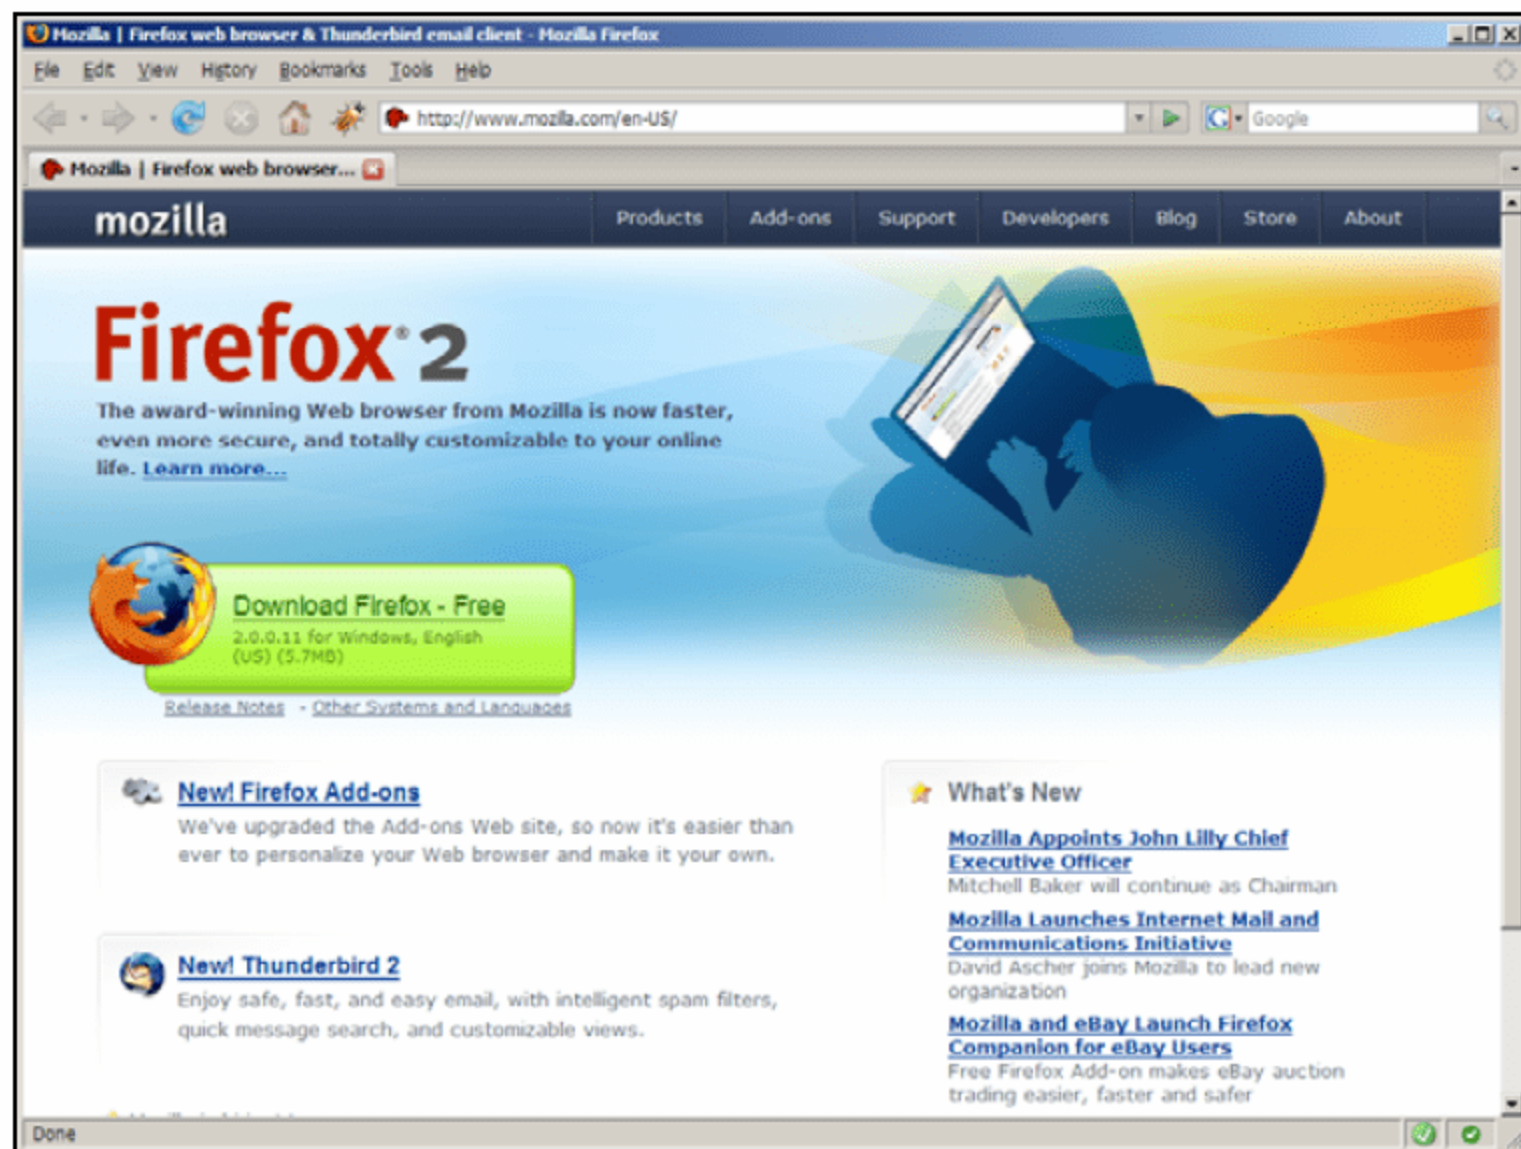 Mozilla | Firefox web browser & Thunderbird email client - Mozilla Firefox
File Edit View History Bookmarks Tools Help
http://www.mozilla.com/en-US/
Google
Mozilla | Firefox web browser...
mozilla
Products Add-ons Support Developers Blog Store About
Firefox® 2
The award-winning Web browser from Mozilla is now faster,
even more secure, and totally customizable to your online
life. Learn more...
Download Firefox - Free
2.0.0.11 for Windows, English
(US) (5.7MB)
Release Notes - Other Systems and Languages
New! Firefox Add-ons
We've upgraded the Add-ons Web site, so now it's easier than
ever to personalize your Web browser and make it your own.
New! Thunderbird 2
Enjoy safe, fast, and easy email, with intelligent spam filters,
quick message search, and customizable views.
What's New
Mozilla Appoints John Lilly Chief
Executive Officer
Mitchell Baker will continue as Chairman
Mozilla Launches Internet Mail and
Communications Initiative
David Ascher joins Mozilla to lead new
organization
Mozilla and eBay Launch Firefox
Companion for eBay Users
Free Firefox Add-on makes eBay auction
trading easier, faster and safer
Done